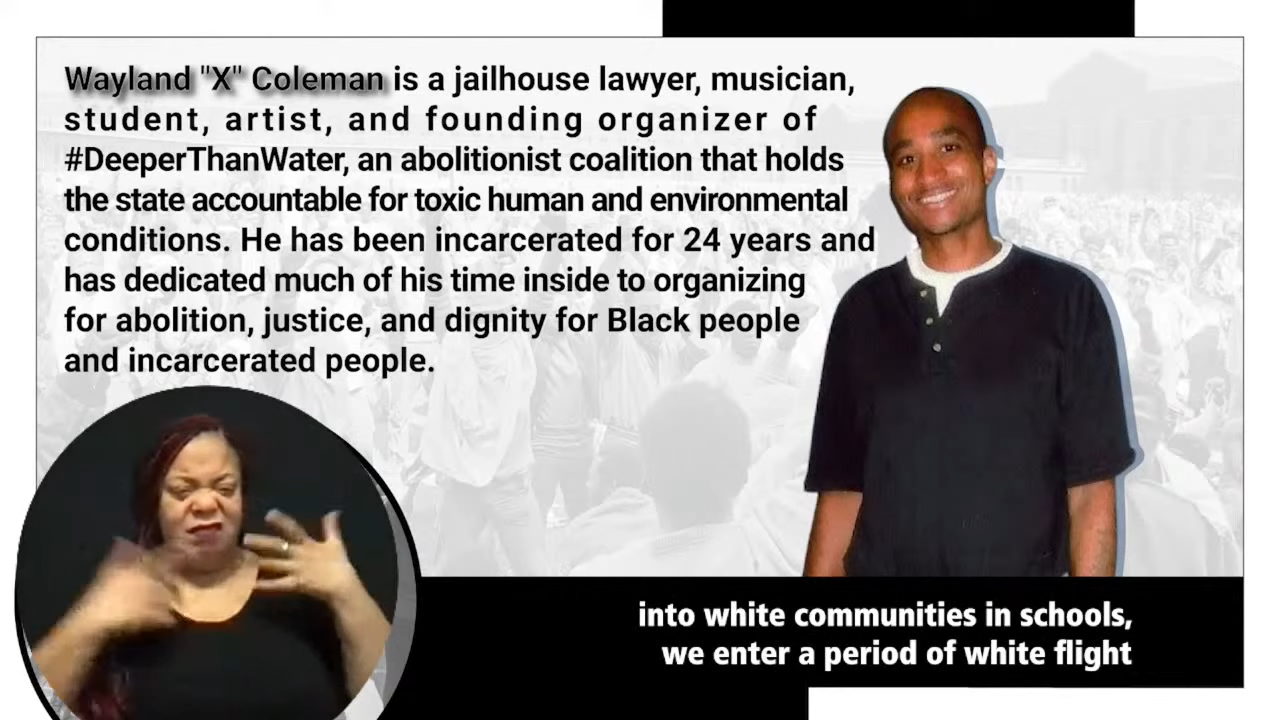 Wayland "X" Coleman is a jailhouse lawyer, musician,
student, artist, and founding organizer of
#DeeperThanWater, an abolitionist coalition that holds
the state accountable for toxic human and environmental
conditions. He has been incarcerated for 24 years and
has dedicated much of his time inside to organizing
for abolition, justice, and dignity for Black people
and incarcerated people.
into white communities in schools,
we enter a period of white flight